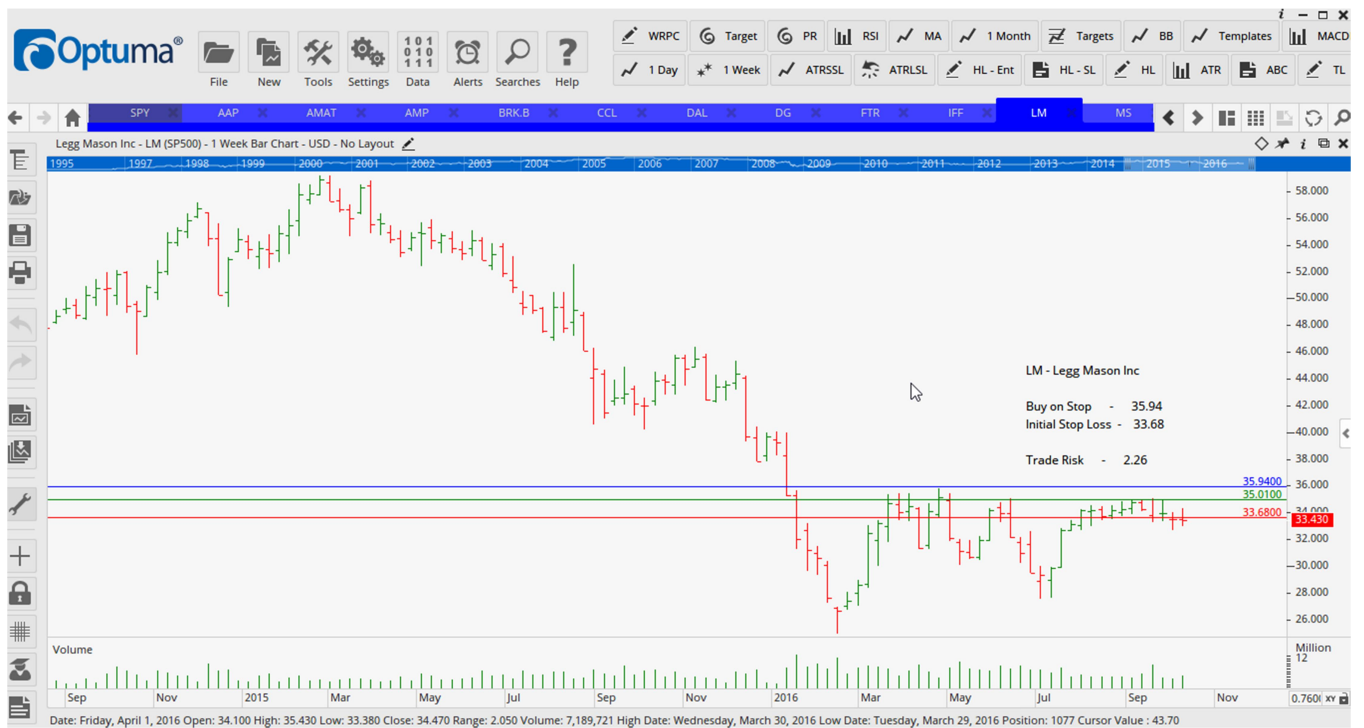 Optuma®
File New Tools Settings Data Alerts Searches Help
WRPC Target PR RSI MA 1 Month Targets BB Templates MACD
1 Day 1 Week ATRSSL ATRLSL HL - Ent HL - SL HL ATR ABC TL
SPY AAP AMAT AMP BRK.B CCL DAL DG FTR IFF LM MS
Legg Mason Inc - LM (SP500) - 1 Week Bar Chart - USD - No Layout
1995 1997 1998 1999 2000 2001 2002 2003 2004 2005 2006 2007 2008 2009 2010 2011 2012 2013 2014 2015 2016
58.000
56.000
54.000
52.000
50.000
48.000
46.000
LM - Legg Mason Inc
44.000
Buy on Stop - 35.94
42.000
Initial Stop Loss - 33.68
40.000
Trade Risk - 2.26
38.000
35.9400 36.000
35.0100
33.6800 34.000
33.430
32.000
30.000
28.000
26.000
Volume
Million
12
Sep Nov 2015 Mar May Jul Sep Nov 2016 Mar May Jul Sep Nov
XY
Date: Friday, April 1, 2016 Open: 34.100 High: 35.430 Low: 33.380 Close: 34.470 Range: 2.050 Volume: 7,189,721 High Date: Wednesday, March 30, 2016 Low Date: Tuesday, March 29, 2016 Position: 1077 Cursor Value : 43.70